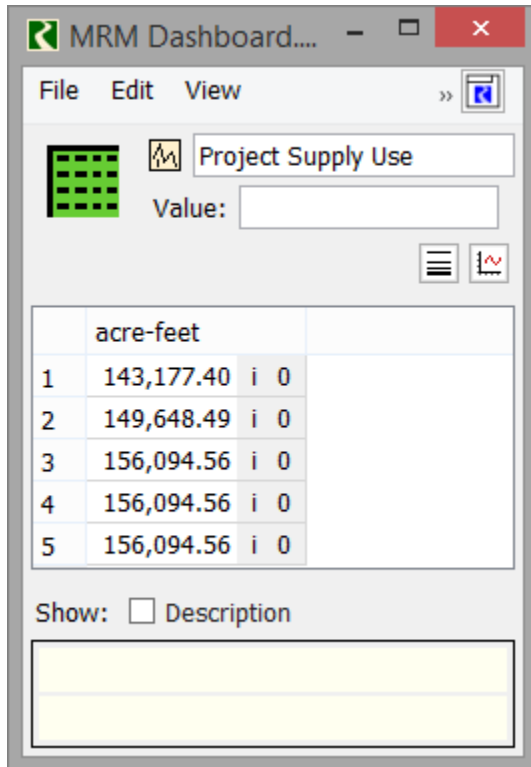 MRM Dashboard....
File Edit View »
Project Supply Use
Value:
acre-feet
1 143,177.40 i 0
2 149,648.49 i 0
3 156,094.56 i 0
4 156,094.56 i 0
5 156,094.56 i 0
Show: Description